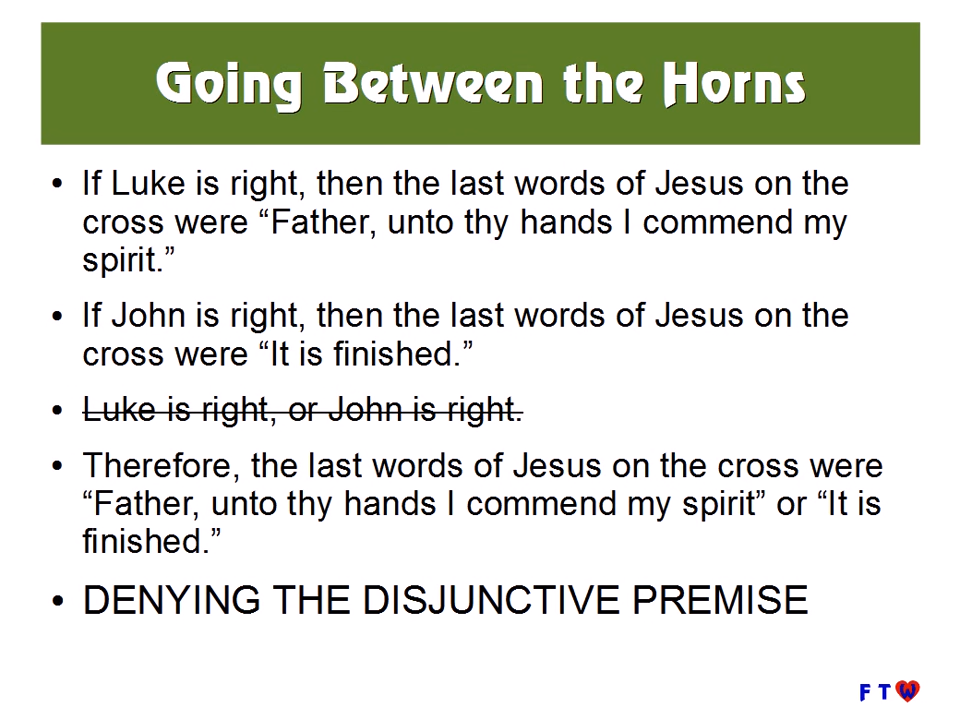 Going Between the Horns
• If Luke is right, then the last words of Jesus on the
cross were “Father, unto thy hands I commend my
spirit.”
• If John is right, then the last words of Jesus on the
cross were “It is finished.”
• Luke is right, or John is right.
• Therefore, the last words of Jesus on the cross were
“Father, unto thy hands I commend my spirit” or “It is
finished.”
• DENYING THE DISJUNCTIVE PREMISE
F T W